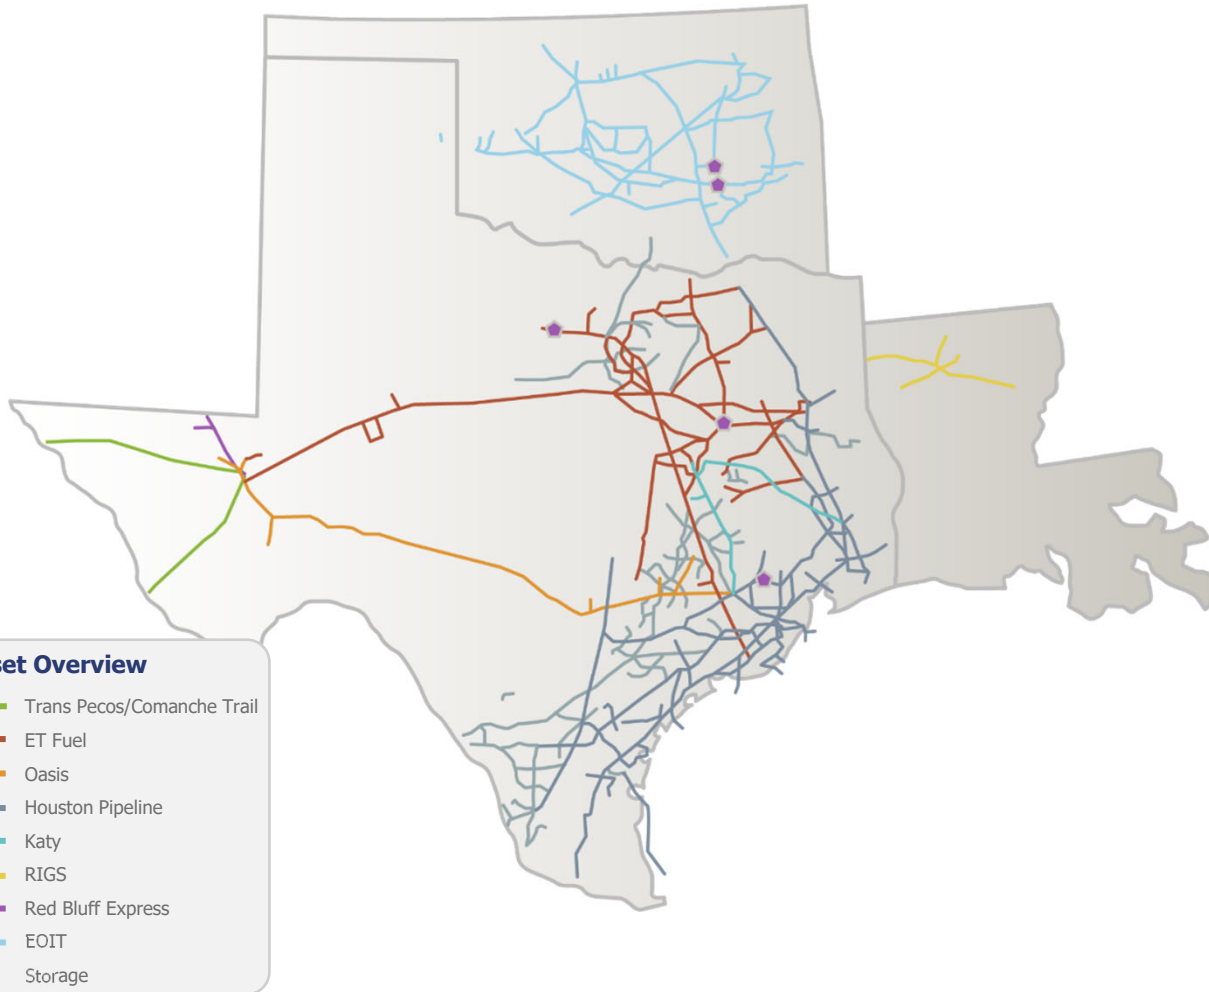 set Overview
Trans Pecos/Comanche Trail
ET Fuel
Oasis
Houston Pipeline
Katy
RIGS
Red Bluff Express
EOIT
Storage